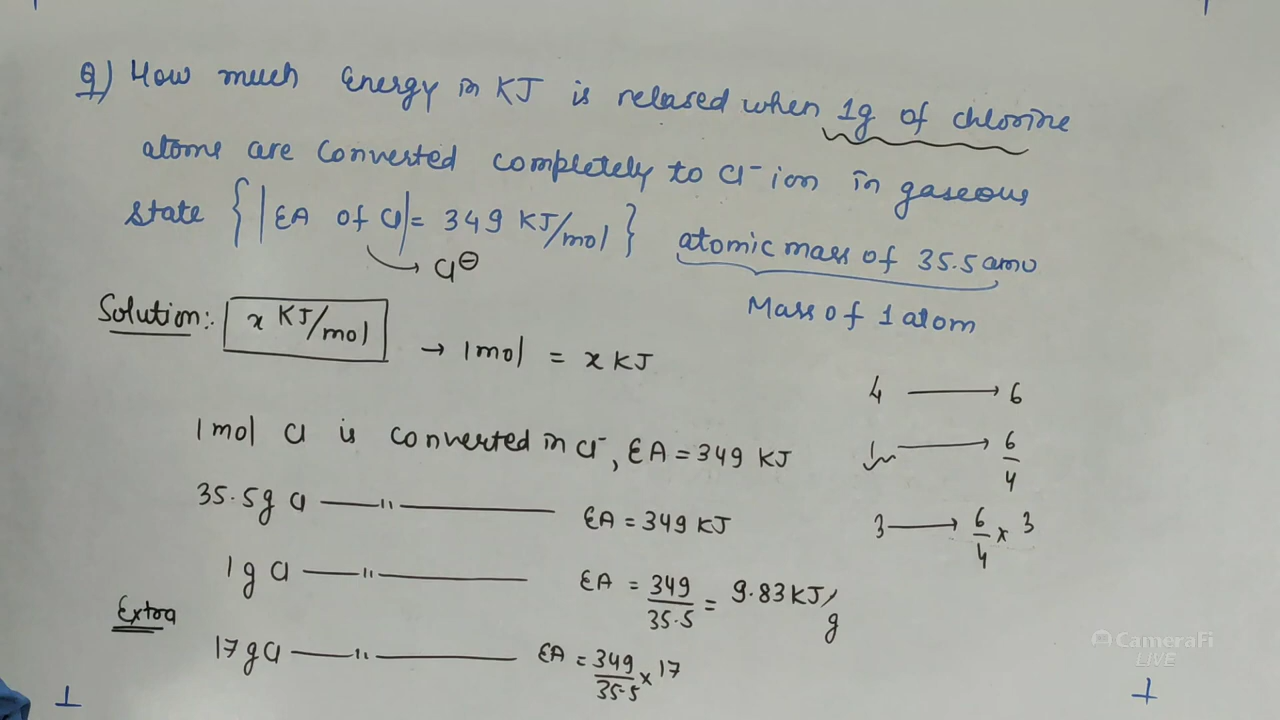 Q) How much Energy in KJ is relased when 1g of chlorine
atoms are converted completely to Cl⁻ ion in gaseous
state { |EA of Cl| = 349 KJ/mol } atomic mass of 35.5 amu
→ Cl⊖
Mass of 1 atom
Solution:. x KJ/mol → 1mol = x KJ
4 → 6
1mol Cl is converted in Cl⁻, EA = 349 KJ
1 → 6/4
35.5g Cl —"— EA = 349 KJ
3 → 6/4 x 3
1g Cl —"— EA = 349/35.5 = 9.83 KJ/g
Extra
17g Cl —"— EA = 349/35.5 x 17
CameraFi
LIVE